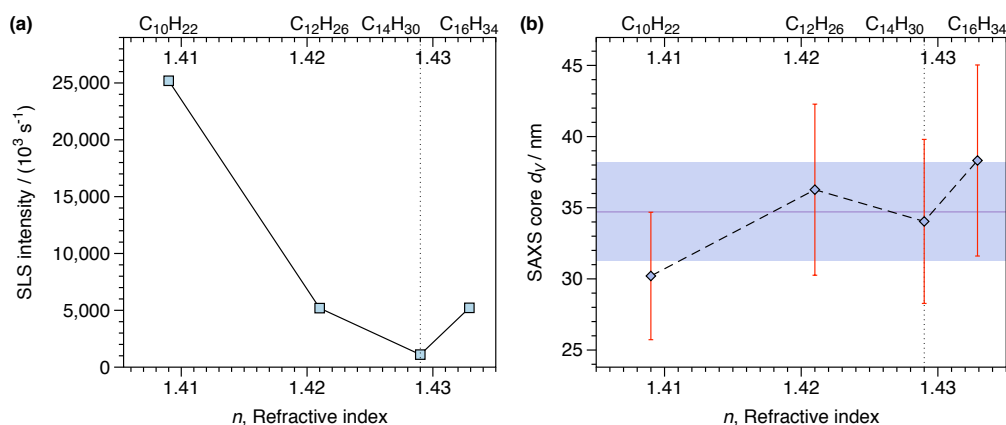 (a)
C10H22 C12H26 C14H30 C16H34
1.41 1.42 1.43
25,000
20,000
15,000
10,000
5,000
0
SLS intensity / (10³ s⁻¹)
1.41 1.42 1.43
n, Refractive index
(b)
C10H22 C12H26 C14H30 C16H34
1.41 1.42 1.43
45
40
35
30
25
SAXS core dV / nm
1.41 1.42 1.43
n, Refractive index